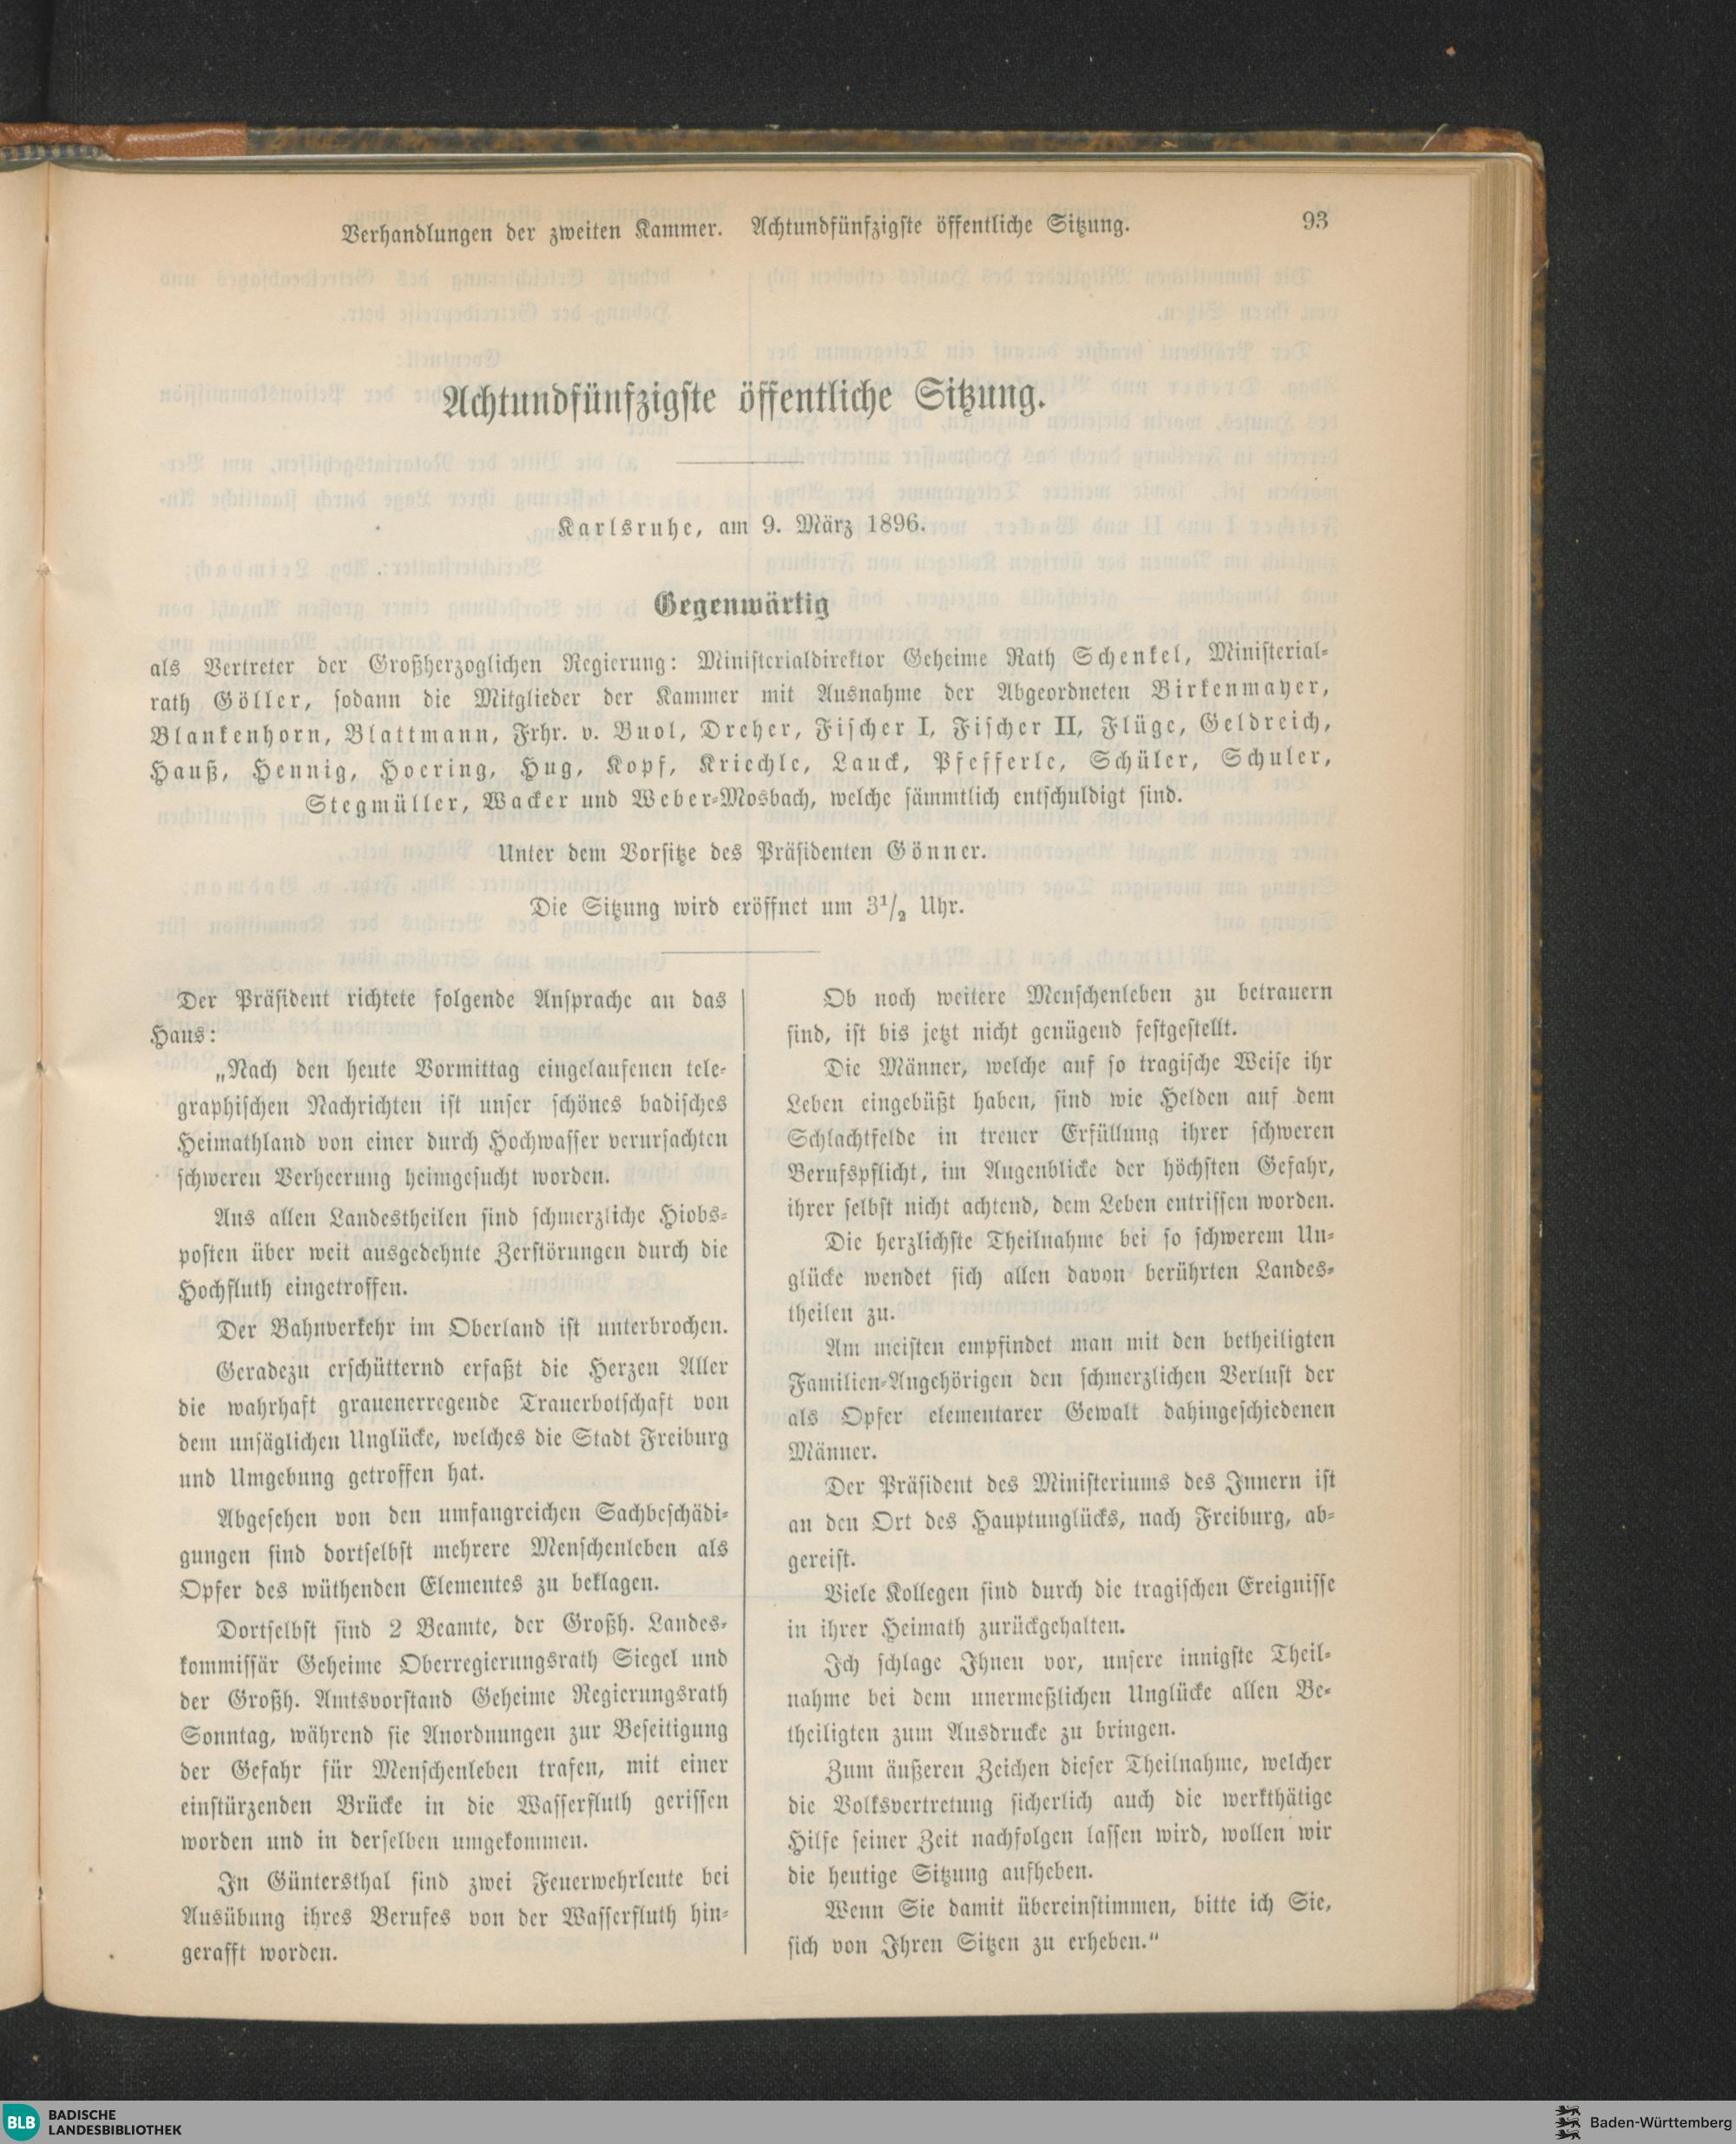 Verhandlungen der zweiten Kammer. Achtundfünfzigste öffentliche Sitzung. 93
Achtundfünfzigste öffentliche Sitzung.
Karlsruhe, am 9. März 1896.
Gegenwärtig
als Vertreter der Großherzoglichen Regierung: Ministerialdirektor Geheime Rath Schenkel, Ministerial-
rath Göller, sodann die Mitglieder der Kammer mit Ausnahme der Abgeordneten Birkenmayer,
Blankenhorn, Blattmann, Frhr. v. Buol, Dreher, Fischer I, Fischer II, Flüge, Geldreich,
Hauß, Hennig, Hoering, Hug, Kopf, Kriechle, Lauck, Pfefferle, Schüler, Schuler,
Stegmüller, Wacker und Weber-Mosbach, welche sämmtlich entschuldigt sind.
Unter dem Vorsitze des Präsidenten Gönner.
Die Sitzung wird eröffnet um 3 1/2 Uhr.
Der Präsident richtete folgende Ansprache an das
Haus:
„Nach den heute Vormittag eingelaufenen tele-
graphischen Nachrichten ist unser schönes badisches
Heimathland von einer durch Hochwasser verursachten
schweren Verheerung heimgesucht worden.
Aus allen Landestheilen sind schmerzliche Hiobs-
posten über weit ausgedehnte Zerstörungen durch die
Hochfluth eingetroffen.
Der Bahnverkehr im Oberland ist unterbrochen.
Geradezu erschütternd erfaßt die Herzen Aller
die wahrhaft grauenerregende Trauerbotschaft von
dem unsäglichen Unglücke, welches die Stadt Freiburg
und Umgebung getroffen hat.
Abgesehen von den umfangreichen Sachbeschädi-
gungen sind dortselbst mehrere Menschenleben als
Opfer des wüthenden Elementes zu beklagen.
Dortselbst sind 2 Beamte, der Großh. Landes-
kommissär Geheime Oberregierungsrath Siegel und
der Großh. Amtsvorstand Geheime Regierungsrath
Sonntag, während sie Anordnungen zur Beseitigung
der Gefahr für Menschenleben trafen, mit einer
einstürzenden Brücke in die Wasserfluth gerissen
worden und in derselben umgekommen.
In Güntersthal sind zwei Feuerwehrleute bei
Ausübung ihres Berufes von der Wasserfluth hin-
gerafft worden.
Ob noch weitere Menschenleben zu betrauern
sind, ist bis jetzt nicht genügend festgestellt.
Die Männer, welche auf so tragische Weise ihr
Leben eingebüßt haben, sind wie Helden auf dem
Schlachtfelde in treuer Erfüllung ihrer schweren
Berufspflicht, im Augenblicke der höchsten Gefahr,
ihrer selbst nicht achtend, dem Leben entrissen worden.
Die herzlichste Theilnahme bei so schwerem Un-
glücke wendet sich allen davon berührten Landes-
theilen zu.
Am meisten empfindet man mit den betheiligten
Familien-Angehörigen den schmerzlichen Verlust der
als Opfer elementarer Gewalt dahingeschiedenen
Männer.
Der Präsident des Ministeriums des Innern ist
an den Ort des Hauptunglücks, nach Freiburg, ab-
gereist.
Viele Kollegen sind durch die tragischen Ereignisse
in ihrer Heimath zurückgehalten.
Ich schlage Ihnen vor, unsere innigste Theil-
nahme bei dem unermeßlichen Unglücke allen Be-
theiligten zum Ausdrucke zu bringen.
Zum äußeren Zeichen dieser Theilnahme, welcher
die Volksvertretung sicherlich auch die werkthätige
Hilfe seiner Zeit nachfolgen lassen wird, wollen wir
die heutige Sitzung aufheben.
Wenn Sie damit übereinstimmen, bitte ich Sie,
sich von Ihren Sitzen zu erheben.“
BLB BADISCHE
LANDESBIBLIOTHEK
Baden-Württemberg